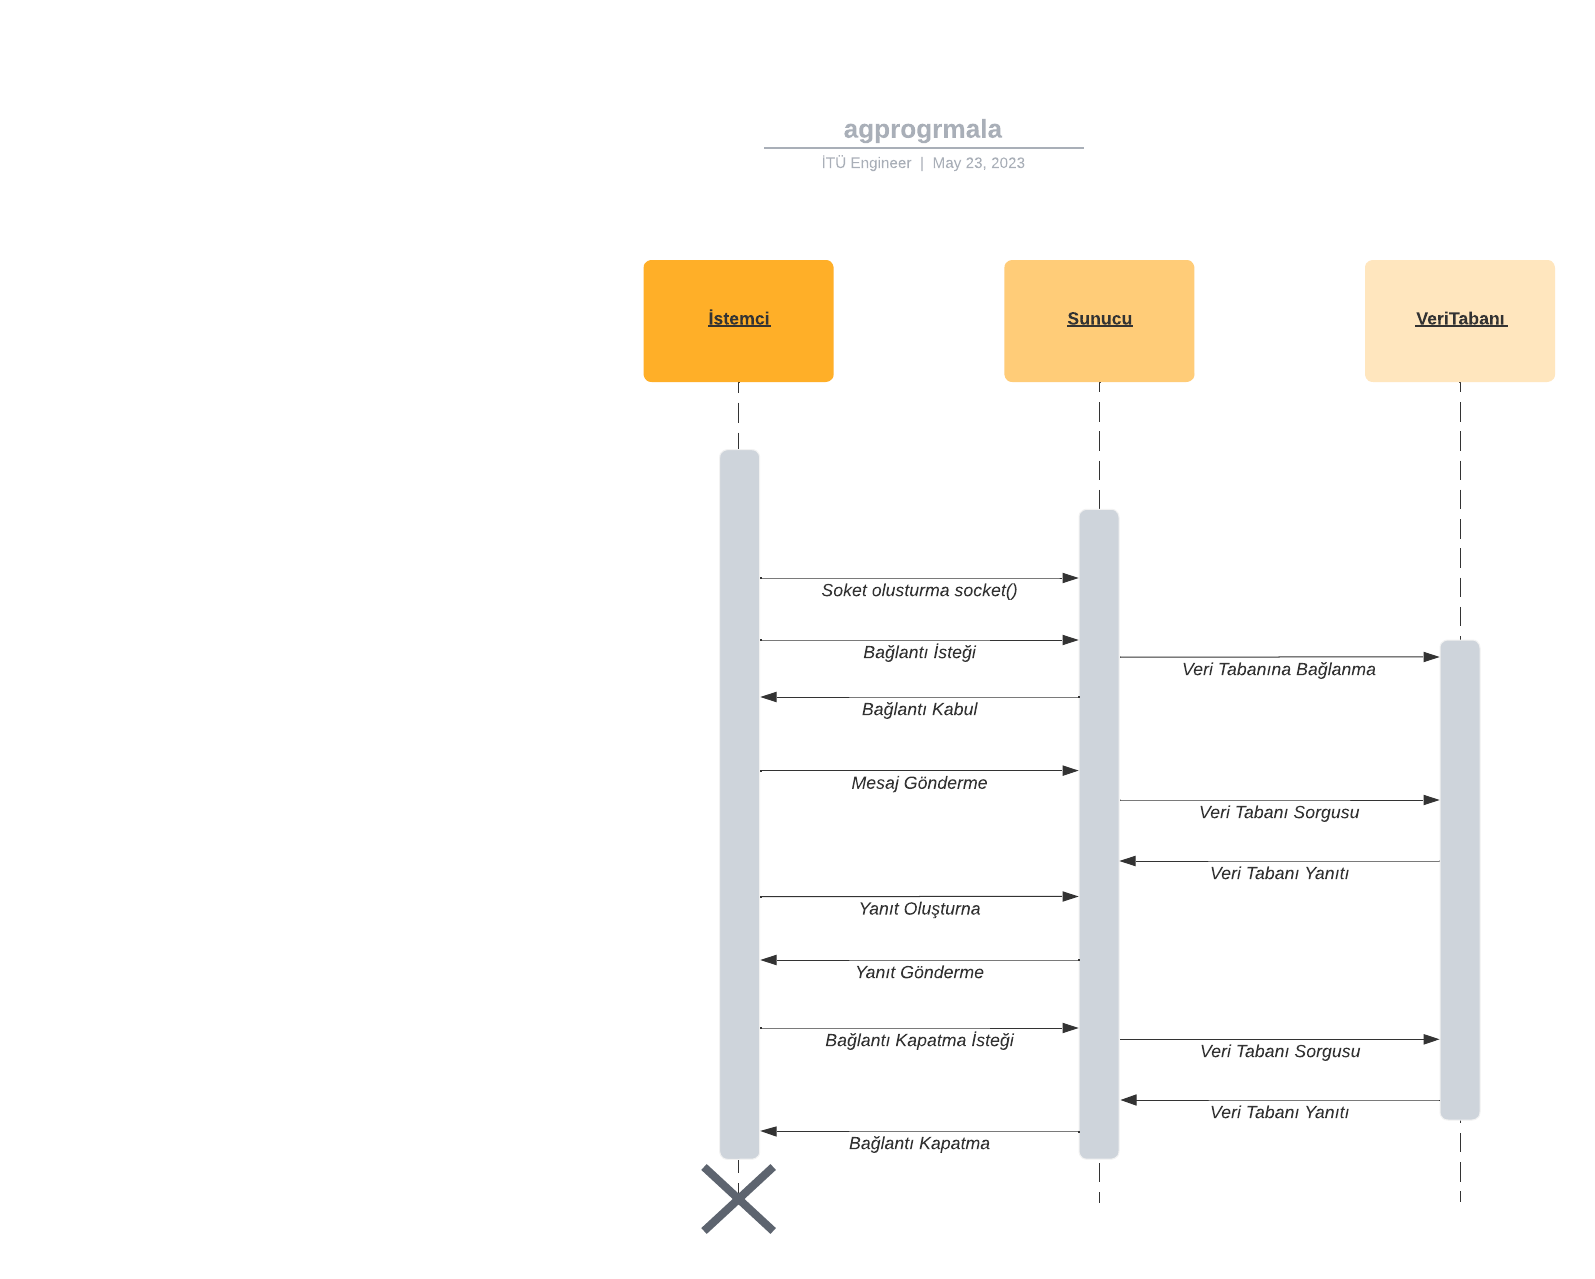 agprogrmala
İTÜ Engineer | May 23, 2023
İstemci
Sunucu
VeriTabanı
Soket olusturma socket()
Bağlantı İsteği
Veri Tabanına Bağlanma
Bağlantı Kabul
Mesaj Gönderme
Veri Tabanı Sorgusu
Veri Tabanı Yanıtı
Yanıt Oluşturna
Yanıt Gönderme
Bağlantı Kapatma İsteği
Veri Tabanı Sorgusu
Veri Tabanı Yanıtı
Bağlantı Kapatma